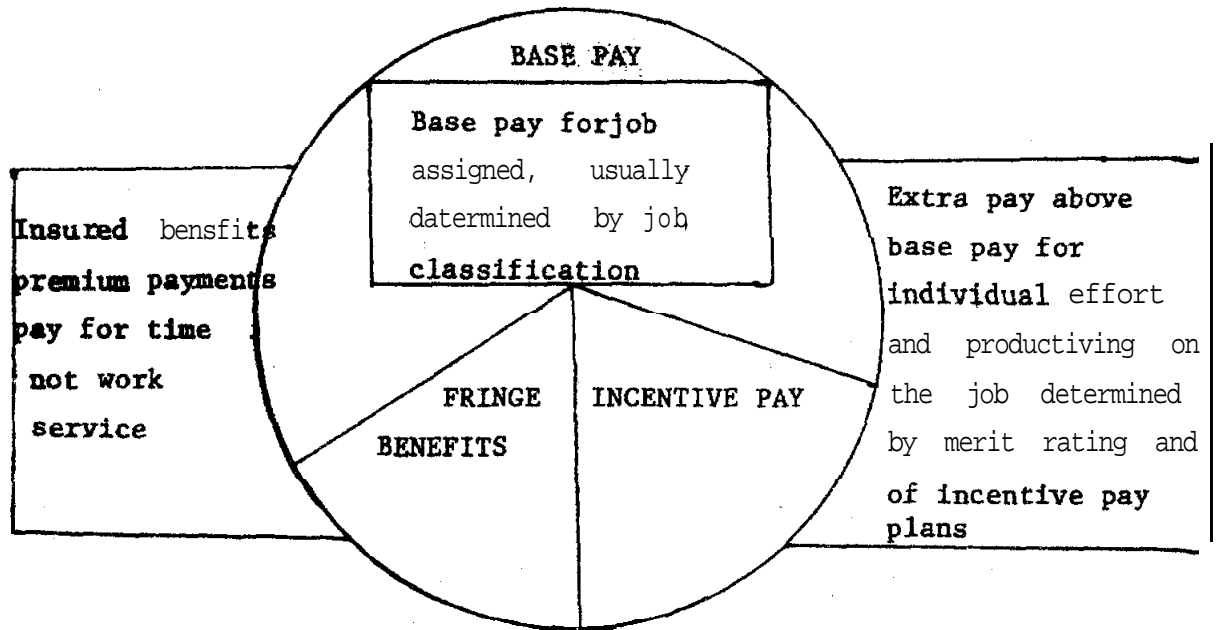 BASE PAY
Base pay forjob
assigned, usually
datermined by job,
classification
Insured bensfits
premium payments
pay for time
not work
service
Extra pay above
base pay for
individual effort
and productiving on
the job determined
by merit rating and
of incentive pay
plans
FRINGE
BENEFITS
INCENTIVE PAY